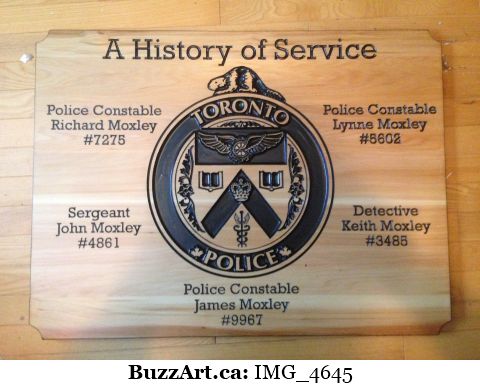 A History of Service
TORONTO
POLICE
Police Constable
Richard Moxley
#7275
Police Constable
Lynne Moxley
#5602
Sergeant
John Moxley
#4861
Detective
Keith Moxley
#3485
Police Constable
James Moxley
#9967
BuzzArt.ca: IMG_4645